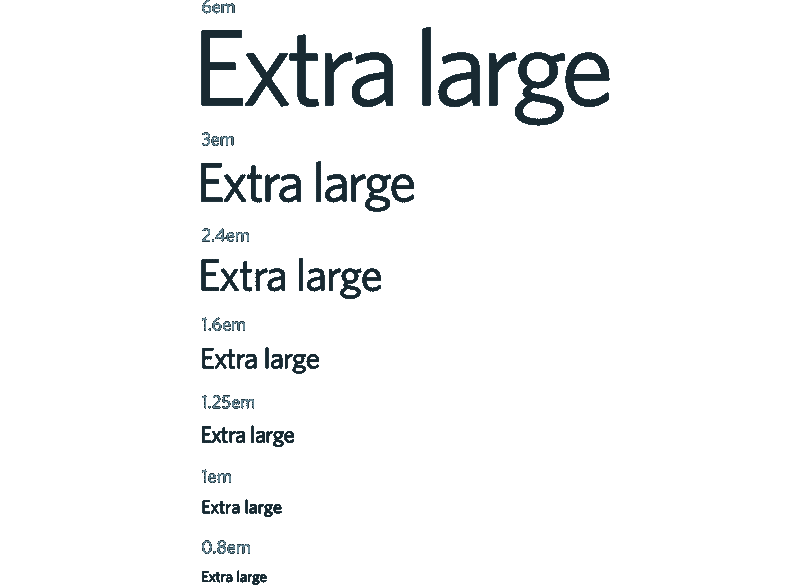 6em
Extra large
3em
Extra large
2.4em
Extra large
1.6em
Extra large
1.25em
Extra large
1em
Extra large
0.8em
Extra large